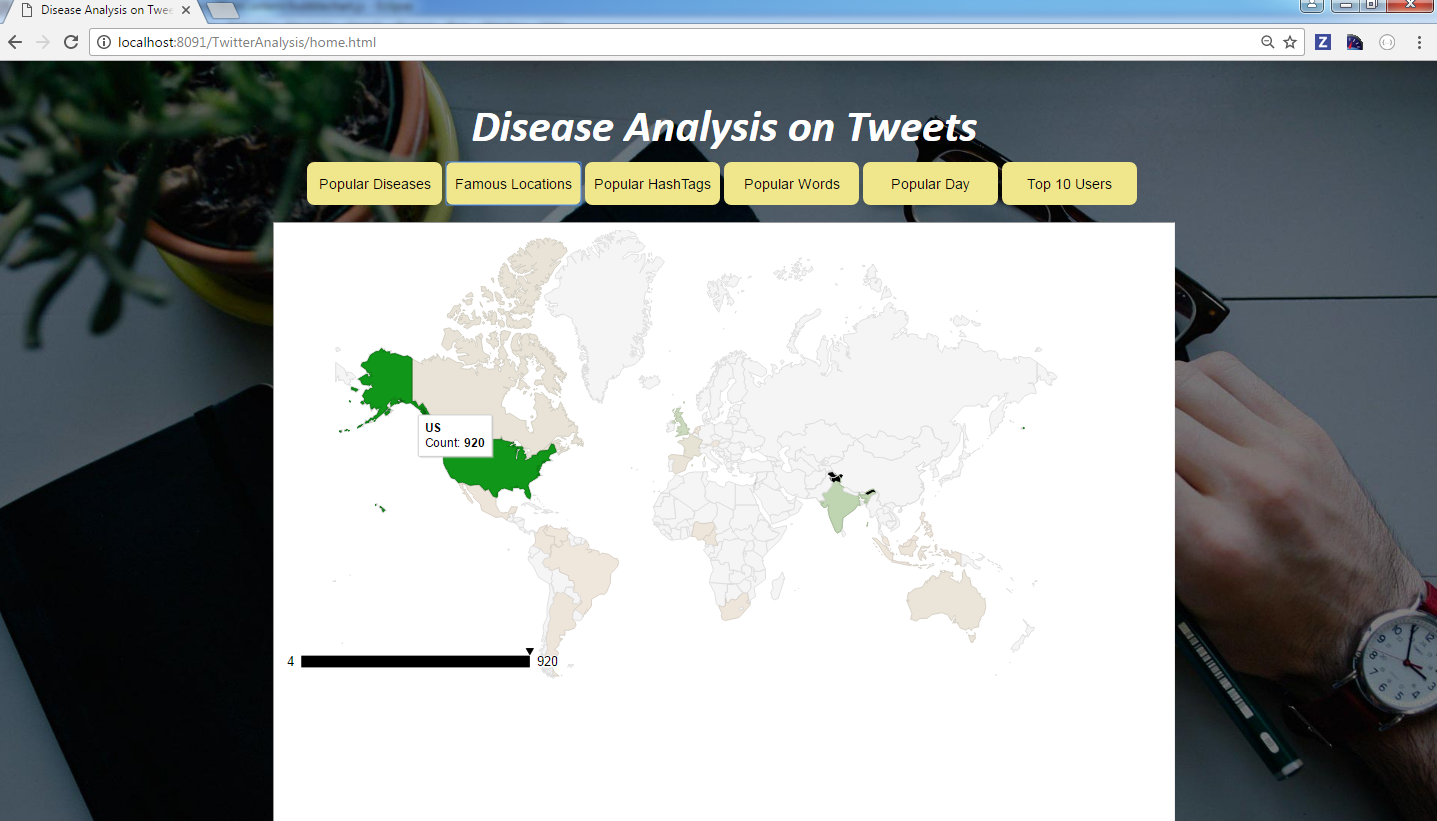 Disease Analysis on Twee
localhost:8091/TwitterAnalysis/home.html
Z
Disease Analysis on Tweets
Popular Diseases
Famous Locations
Popular HashTags
Popular Words
Popular Day
Top 10 Users
US
Count: 920
4
920